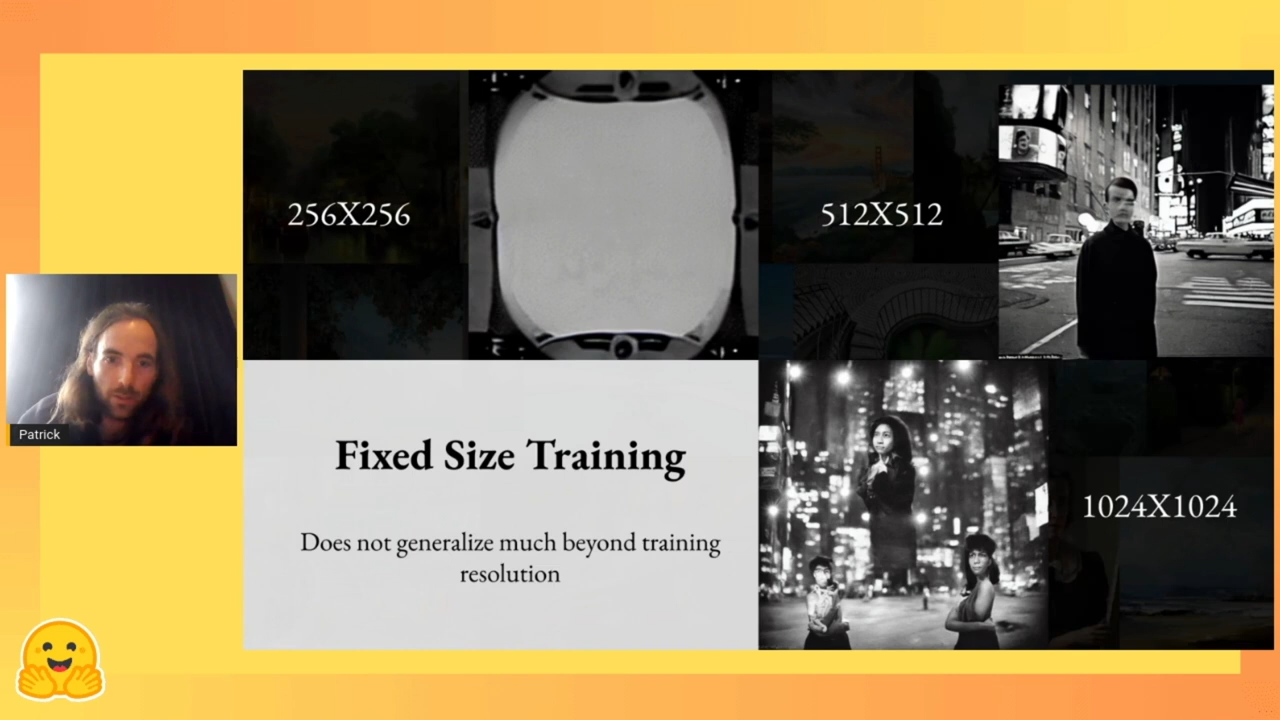 256X256
512X512
Fixed Size Training
Does not generalize much beyond training
resolution
1024X1024
Patrick